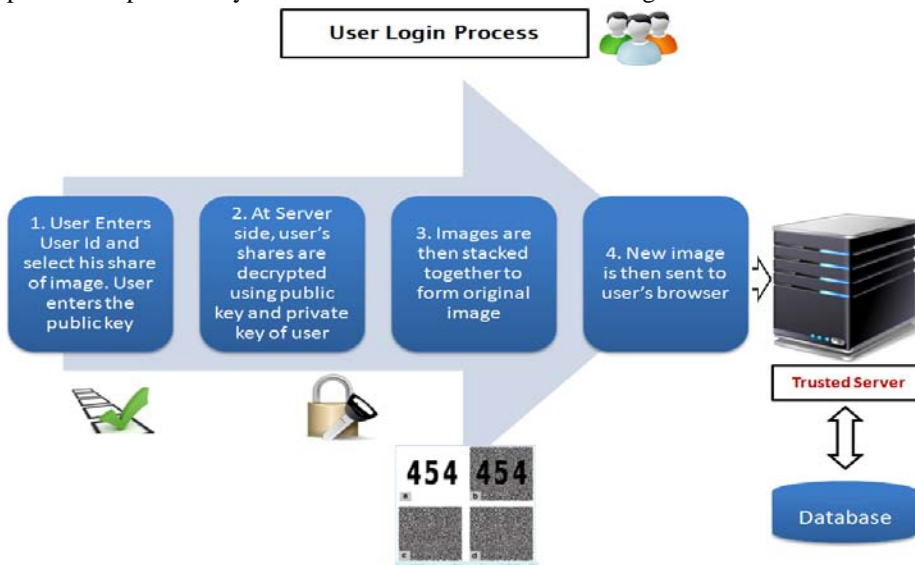 User Login Process
1. User Enters
User Id and
select his share
of image. User
enters the
public key
2. At Server
side, user's
shares are
decrypted
using public
key and private
key of user
3. Images are
then stacked
together to
form original
image
4. New image
is then sent to
user's browser
Trusted Server
454
454
a
b
c
d
Database